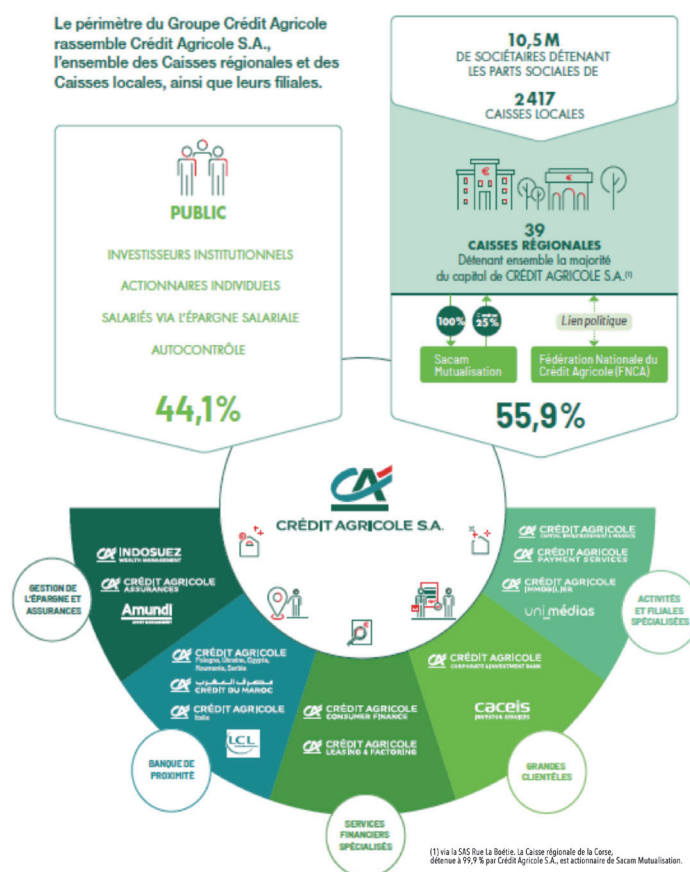 Le périmètre du Groupe Crédit Agricole
rassemble Crédit Agricole S.A.,
l'ensemble des Caisses régionales et des
Caisses locales, ainsi que leurs filiales.
10,5 M
DE SOCIÉTAIRES DÉTENANT
LES PARTS SOCIALES DE
2 417
CAISSES LOCALES
39
CAISSES RÉGIONALES
Détenant ensemble la majorité
du capital de CRÉDIT AGRICOLE S.A.(1)
100%
25%
Lien politique
Sacam
Mutualisation
Fédération Nationale du
Crédit Agricole (FNCA)
55,9%
PUBLIC
INVESTISSEURS INSTITUTIONNELS
ACTIONNAIRES INDIVIDUELS
SALARIÉS VIA L'ÉPARGNE SALARIALE
AUTOCONTRÔLE
44,1%
CRÉDIT AGRICOLE S.A.
GESTION DE
L'ÉPARGNE ET
ASSURANCES
INDOSUEZ
WEALTH MANAGEMENT
CRÉDIT AGRICOLE
ASSURANCES
Amundi
ASSET MANAGEMENT
BANQUE DE
PROXIMITÉ
CRÉDIT AGRICOLE
Pologne, Ukraine, Égypte,
Roumanie, Serbie
مصرف المغرب
CRÉDIT DU MAROC
CRÉDIT AGRICOLE
Italie
LCL
SERVICES
FINANCIERS
SPÉCIALISÉS
CRÉDIT AGRICOLE
CONSUMER FINANCE
CRÉDIT AGRICOLE
LEASING & FACTORING
GRANDES
CLIENTÈLES
CRÉDIT AGRICOLE
CORPORATE & INVESTMENT BANK
caceis
INVESTOR SERVICES
ACTIVITÉS
ET FILIALES
SPÉCIALISÉES
CRÉDIT AGRICOLE
CRÉDIT AGRICOLE
PAYMENT SERVICES
CRÉDIT AGRICOLE
IMMOBILIER
uni médias
(1) via la SAS Rue La Boétie. La Caisse régionale de la Corse,
détenue à 99,9 % par Crédit Agricole S.A., est actionnaire de Sacam Mutualisation.